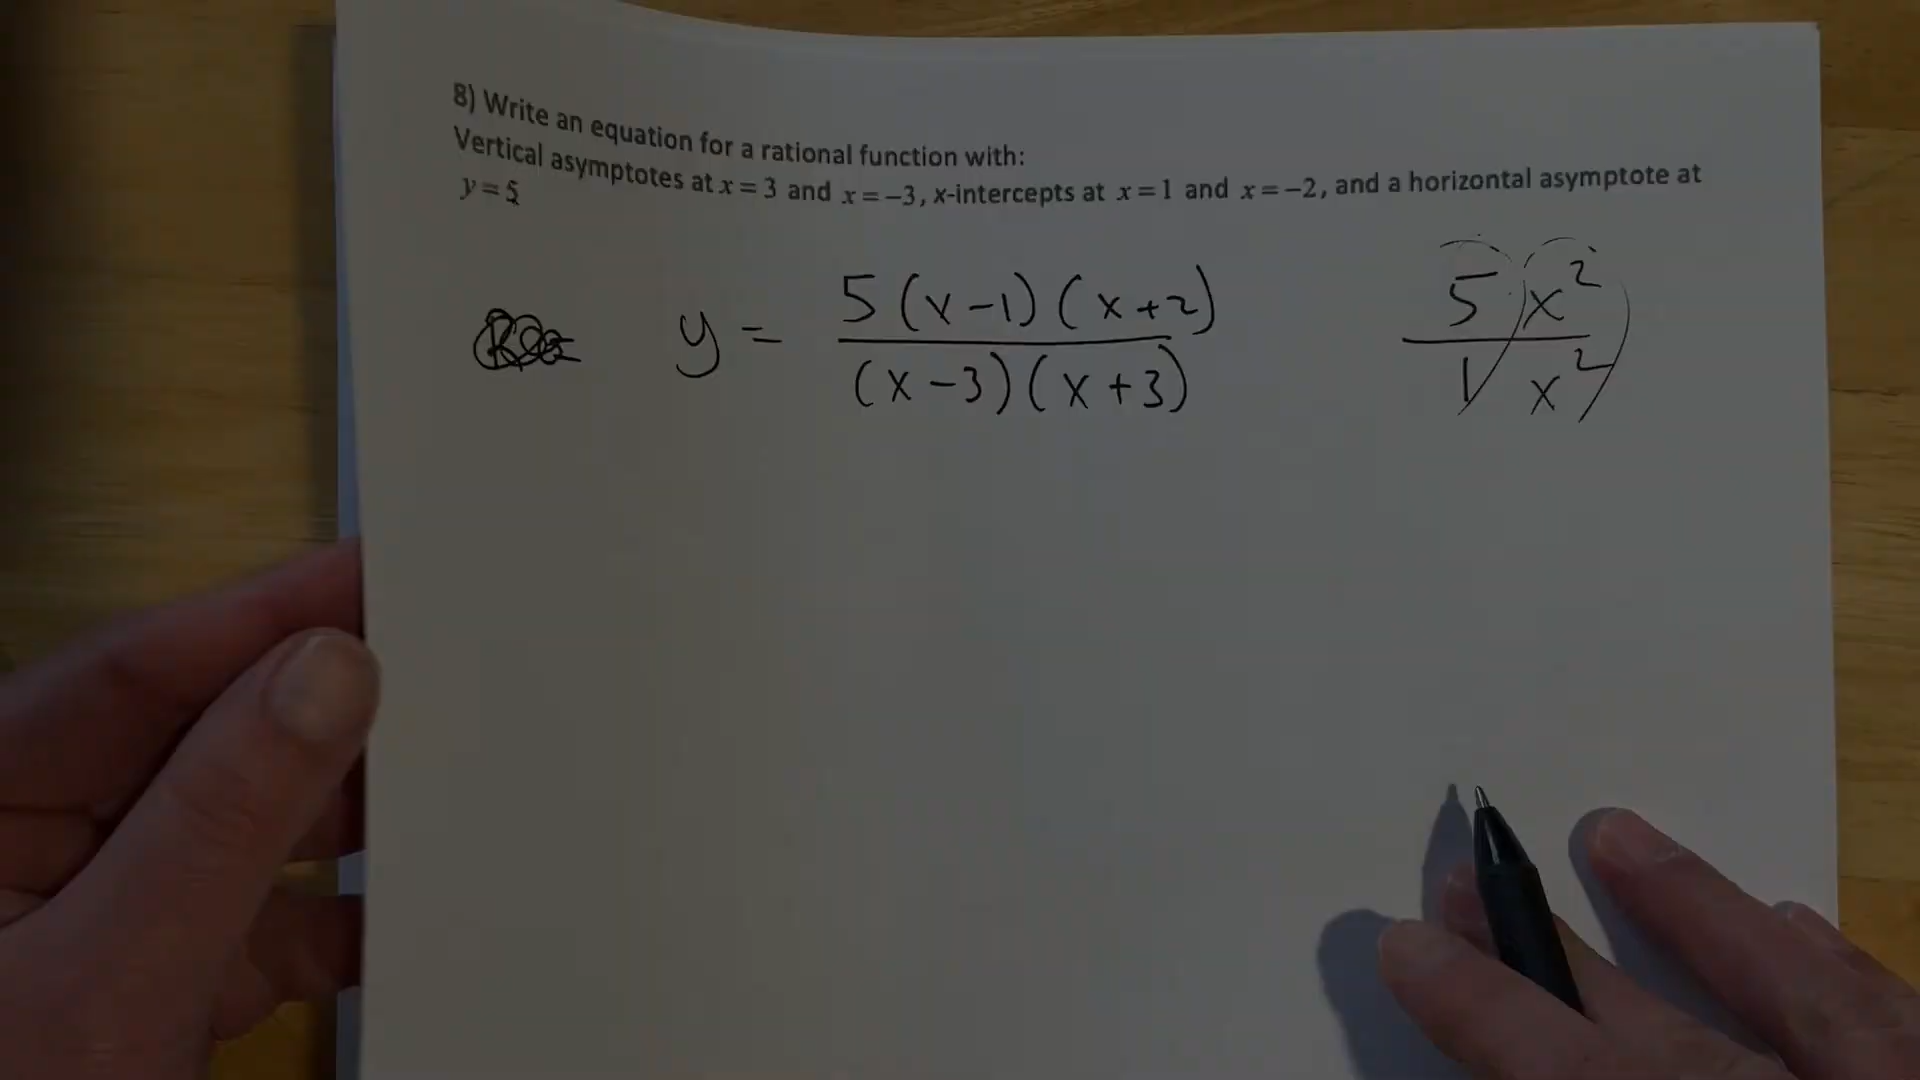 8) Write an equation for a rational function with:
Vertical asymptotes at x = 3 and x = −3, x-intercepts at x = 1 and x = −2, and a horizontal asymptote at
y = 5
y = 5(x-1)(x+2)
(x-3)(x+3)
5 x²
1 x²